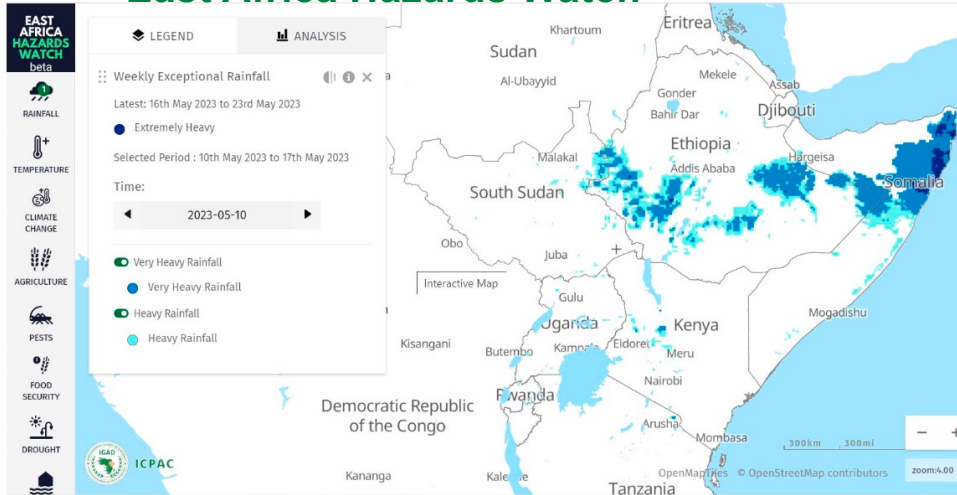 East Africa Hazards Watch
EAST
AFRICA
HAZARDS
WATCH
beta
1
RAINFALL
TEMPERATURE
CLIMATE
CHANGE
AGRICULTURE
PESTS
FOOD
SECURITY
DROUGHT
LEGEND
ANALYSIS
Weekly Exceptional Rainfall
Latest: 16th May 2023 to 23rd May 2023
Extremely Heavy
Selected Period : 10th May 2023 to 17th May 2023
Time:
2023-05-10
Very Heavy Rainfall
Very Heavy Rainfall
Heavy Rainfall
Heavy Rainfall
IGAD
ICPAC
Interactive Map
Eritrea
Khartoum
Sudan
Al-Ubayyid
Mekele
Assab
Gonder
Djibouti
Bahir Dar
Ethiopia
Malakal
Addis Ababa
Hargeisa
South Sudan
Somalia
Obo
Juba
Gulu
Mogadishu
Uganda
Kenya
Kisangani
Butembo
Kampala
Eldoret
Meru
Nairobi
Rwanda
Democratic Republic
of the Congo
Arusha
Mombasa
300km
300mi
Kananga
Tanzania
OpenMapTiles © OpenStreetMap contributors
zoom:4.00